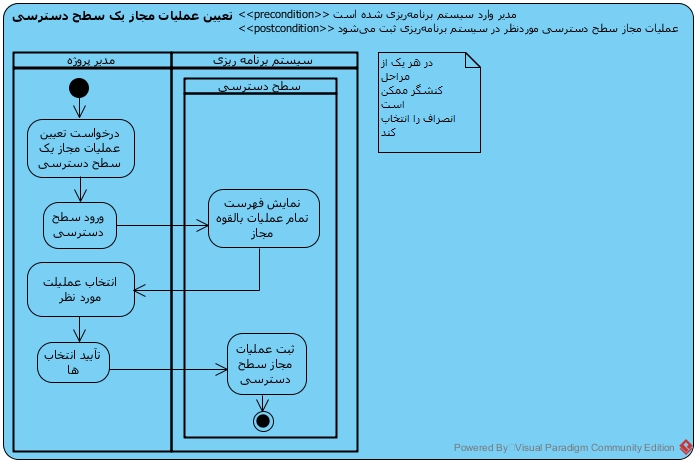 تعیین عملیات مجاز یک سطح دسترسی
<<precondition>> مدیر وارد سیستم برنامه‌ریزی شده است
<<postcondition>> عملیات مجاز سطح دسترسی موردنظر در سیستم برنامه‌ریزی ثبت می‌شود
مدیر پروژه
سیستم برنامه ریزی
سطح دسترسی
در هر یک از
مراحل
کنشگر ممکن
است
انصراف را انتخاب
کند
درخواست تعیین
عملیات مجاز یک
سطح دسترسی
ورود سطح
دسترسی
نمایش فهرست
تمام عملیات بالقوه
مجاز
انتخاب عملیلت
مورد نظر
تأیید انتخاب
ها
ثبت عملیات
مجاز سطح
دسترسی
Powered By Visual Paradigm Community Edition